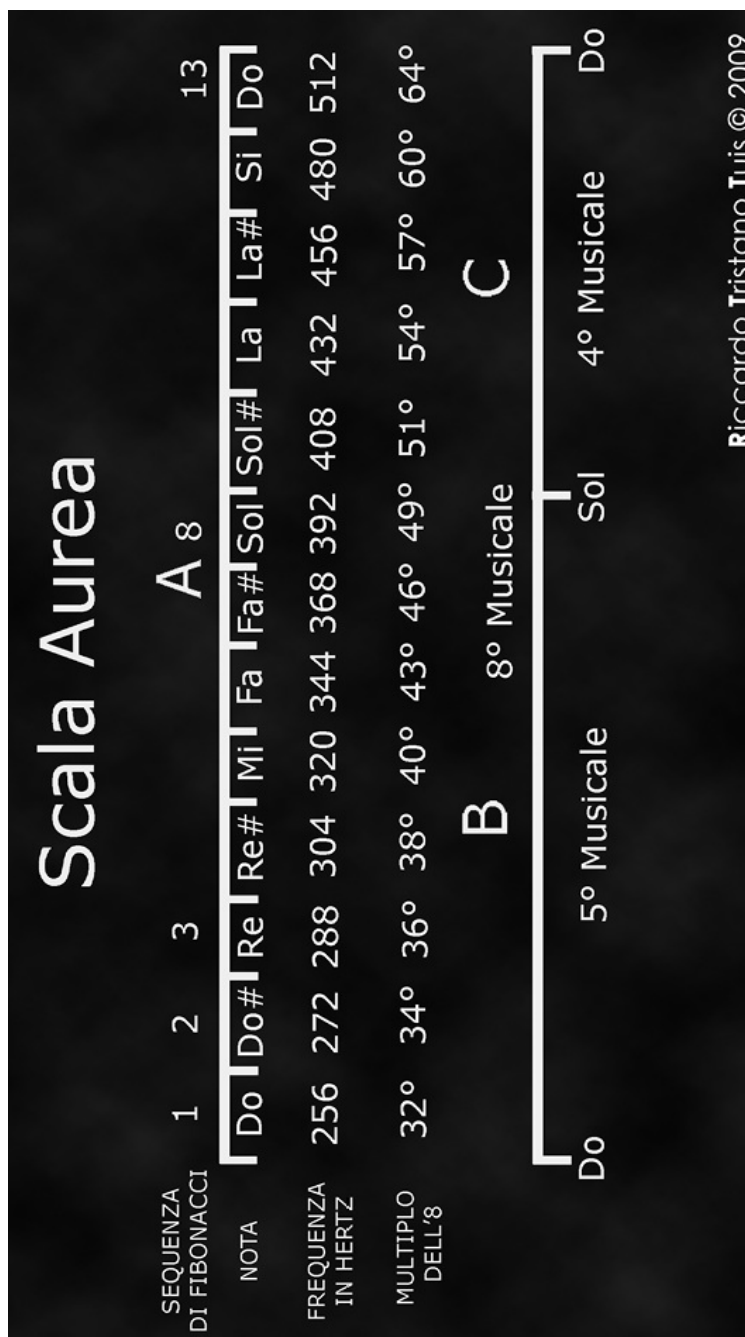 Scala Aurea
A
SEQUENZA
DI FIBONACCI
1 2 3 8 13
NOTA
Do Do# Re Re# Mi Fa Fa# Sol Sol# La La# Si Do
FREQUENZA
IN HERTZ
256 272 288 304 320 344 368 392 408 432 456 480 512
MULTIPLO
DELL'8
32° 34° 36° 38° 40° 43° 46° 49° 51° 54° 57° 60° 64°
B C
8° Musicale
Do Sol Do
5° Musicale 4° Musicale
Riccardo Tristano Tuis © 2009